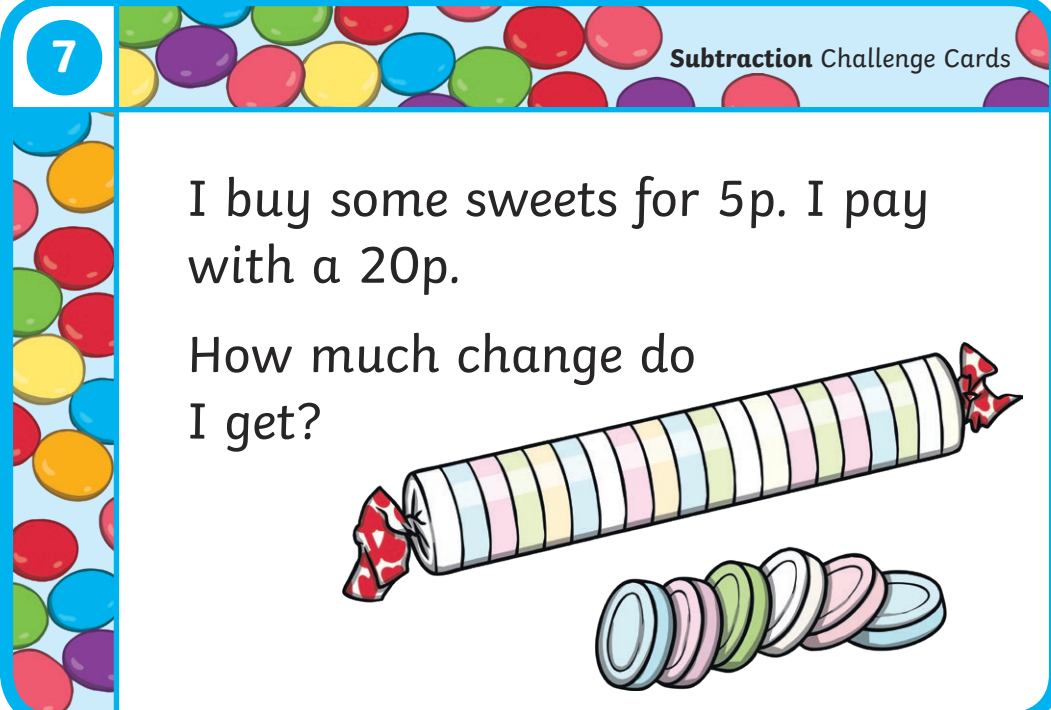 7
Subtraction Challenge Cards
I buy some sweets for 5p. I pay
with a 20p.
How much change do
I get?